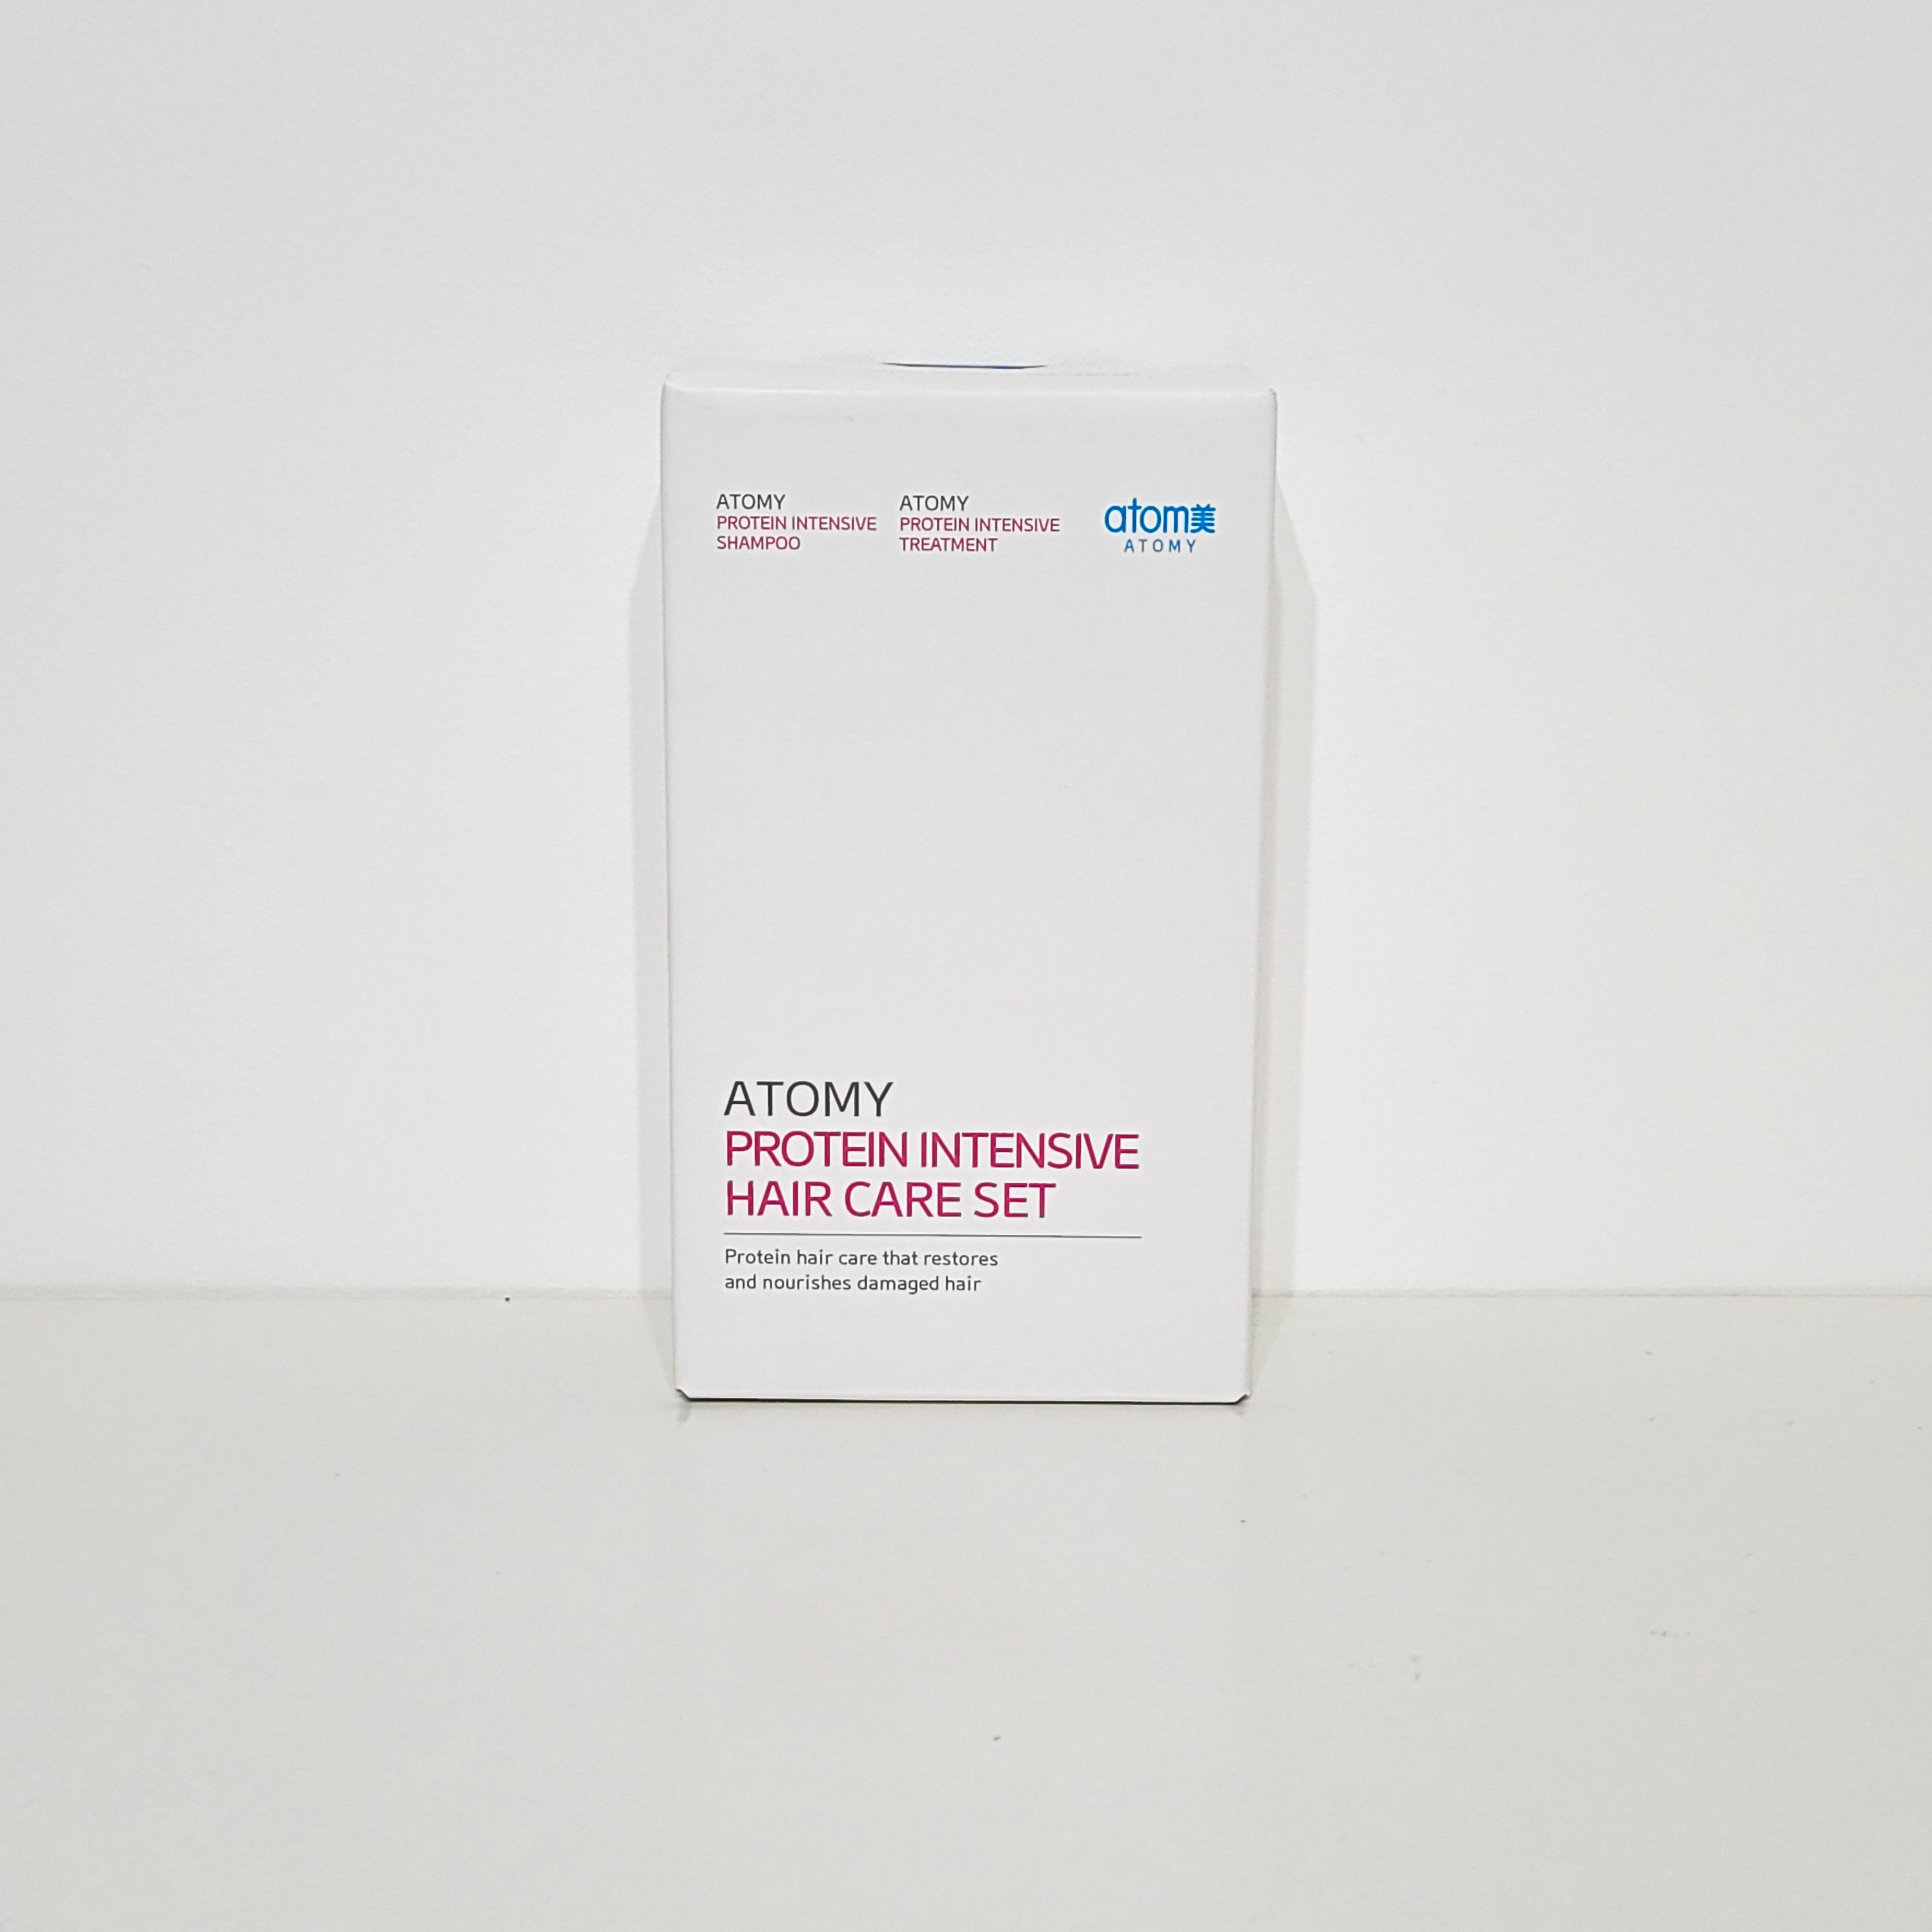 ATOMY
PROTEIN INTENSIVE
SHAMPOO
ATOMY
PROTEIN INTENSIVE
TREATMENT
atom美
ATOMY
ATOMY
PROTEIN INTENSIVE
HAIR CARE SET
Protein hair care that restores
and nourishes damaged hair